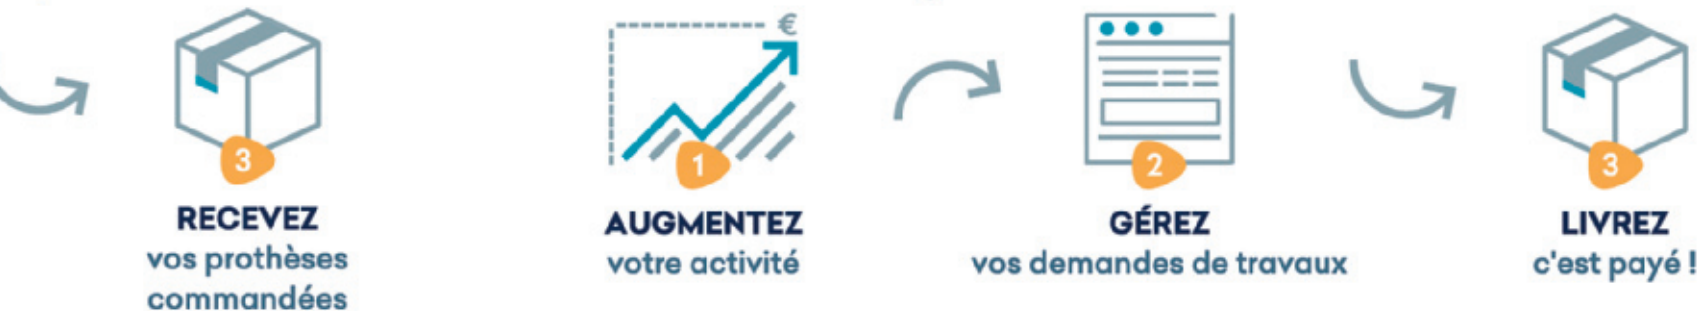 3
RECEVEZ
vos prothèses
commandées
€
1
AUGMENTEZ
votre activité
2
GÉREZ
vos demandes de travaux
3
LIVREZ
c'est payé !